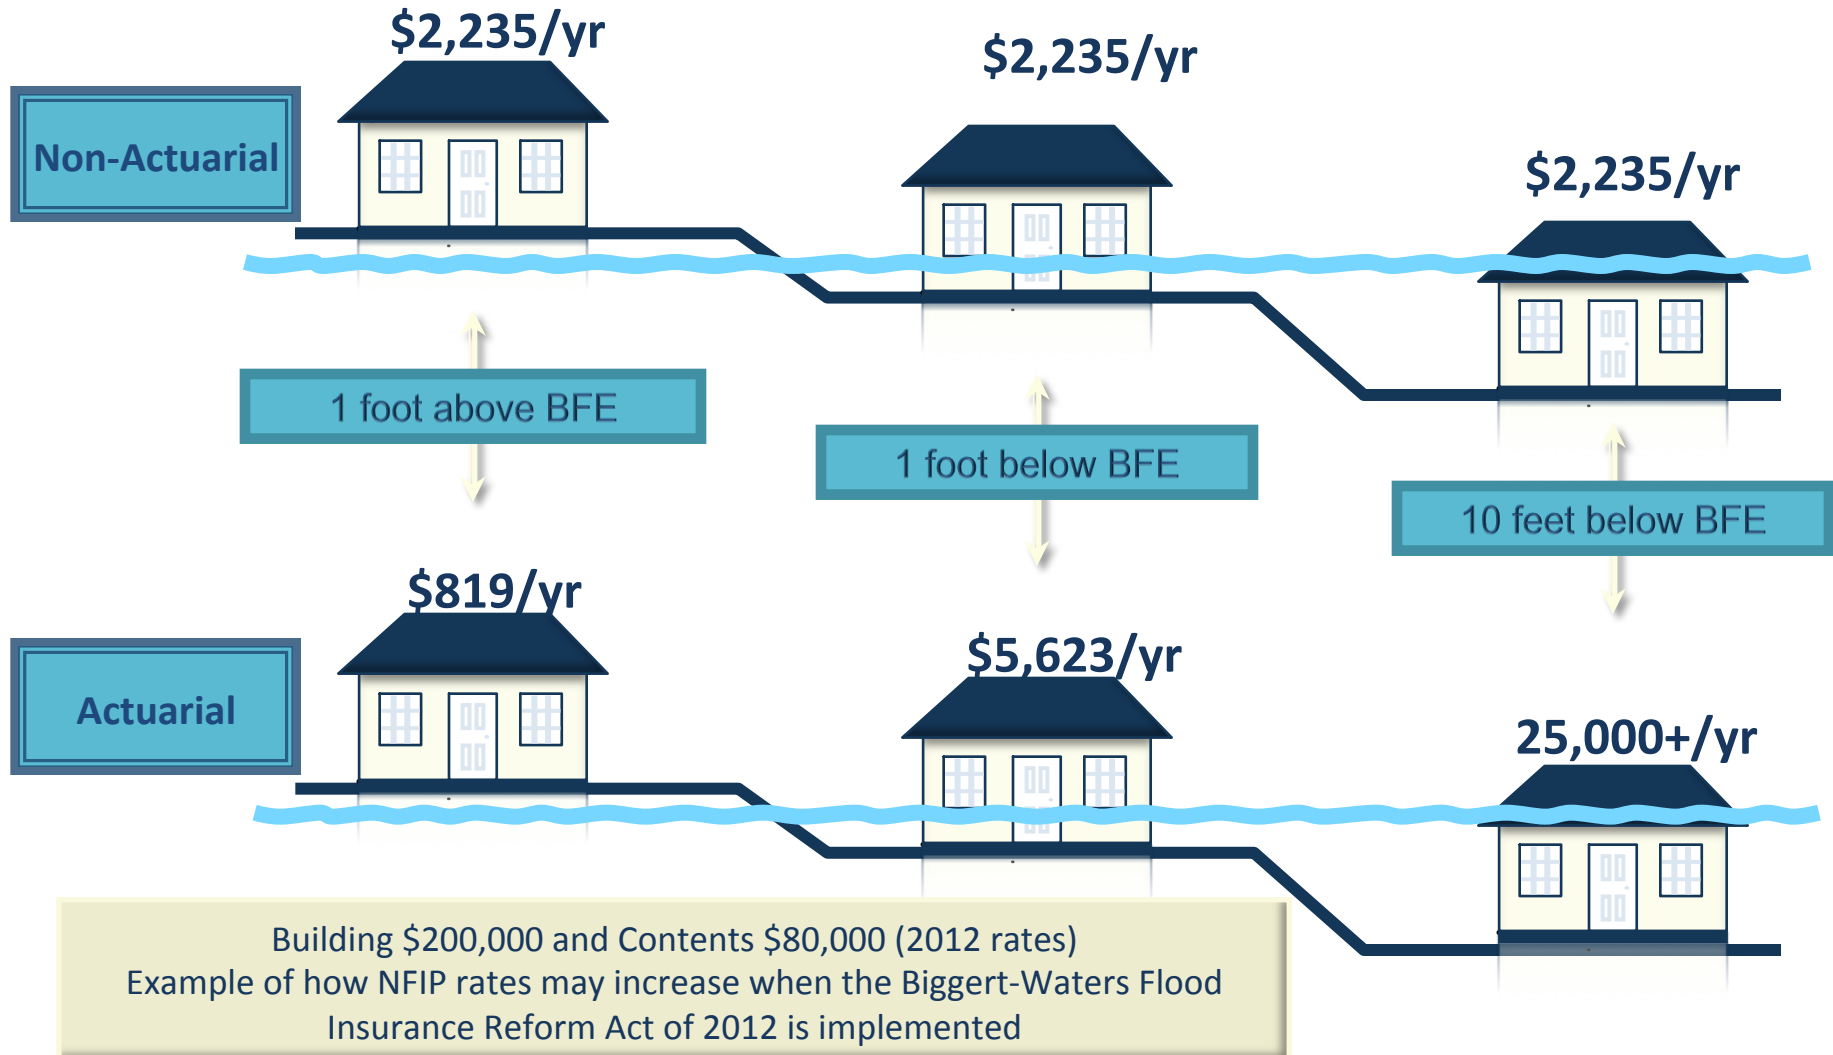 $2,235/yr
$2,235/yr
Non-Actuarial
$2,235/yr
1 foot above BFE
1 foot below BFE
10 feet below BFE
$819/yr
$5,623/yr
Actuarial
25,000+/yr
Building $200,000 and Contents $80,000 (2012 rates)
Example of how NFIP rates may increase when the Biggert-Waters Flood
Insurance Reform Act of 2012 is implemented